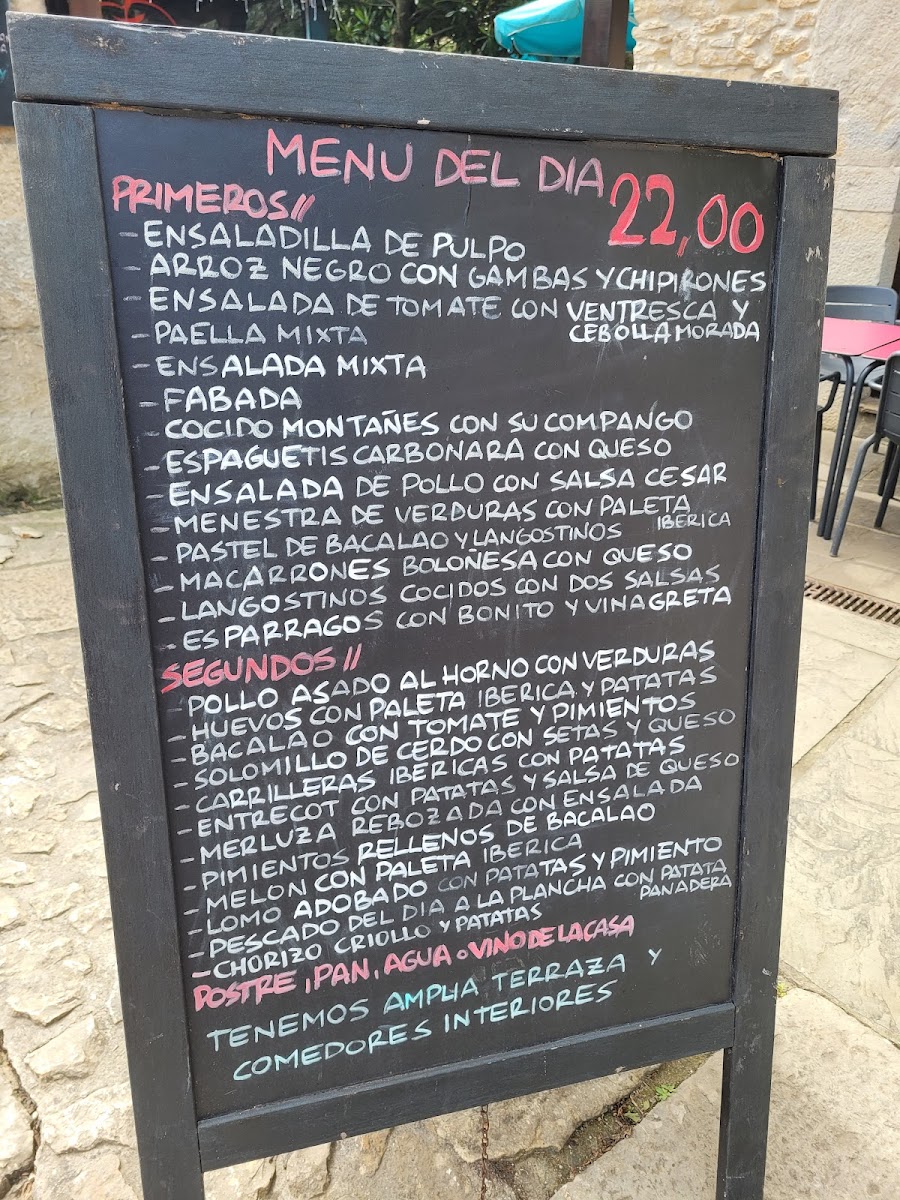 MENU DEL DIA
22,00
PRIMEROS//
- ENSALADILLA DE PULPO
- ARROZ NEGRO CON GAMBAS Y CHIPIRONES
- ENSALADA DE TOMATE CON VENTRESCA Y
CEBOLLA MORADA
- PAELLA MIXTA
- ENSALADA MIXTA
- FABADA
- COCIDO MONTAÑES CON SU COMPANGO
- ESPAGUETIS CARBONARA CON QUESO
- ENSALADA DE POLLO CON SALSA CESAR
- MENESTRA DE VERDURAS CON PALETA
IBERICA
- PASTEL DE BACALAO Y LANGOSTINOS
- MACARRONES BOLOÑESA CON QUESO
- LANGOSTINOS COCIDOS CON DOS SALSAS
- ESPARRAGOS CON BONITO Y VINAGRETA
SEGUNDOS//
- POLLO ASADO AL HORNO CON VERDURAS
- HUEVOS CON PALETA IBERICA Y PATATAS
- BACALAO CON TOMATE Y PIMIENTOS
- SOLOMILLO DE CERDO CON SETAS Y QUESO
- CARRILLERAS IBERICAS CON PATATAS
- ENTRECOT CON PATATAS Y SALSA DE QUESO
- MERLUZA REBOZADA CON ENSALADA
- PIMIENTOS RELLENOS DE BACALAO
- MELON CON PALETA IBERICA
- LOMO ADOBADO CON PATATAS Y PIMIENTO
- PESCADO DEL DIA A LA PLANCHA CON PATATA
PANADERA
- CHORIZO CRIOLLO Y PATATAS
POSTRE, PAN, AGUA O VINO DE LA CASA
TENEMOS AMPLIA TERRAZA Y
COMEDORES INTERIORES